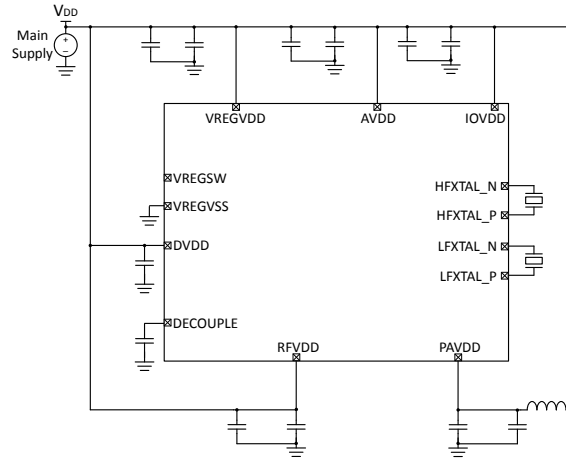 VDD
Main
Supply
+
–
VREGVDD
AVDD
IOVDD
VREGSW
HFXTAL_N
VREGVSS
HFXTAL_P
DVDD
LFXTAL_N
LFXTAL_P
DECOUPLE
RFVDD
PAVDD